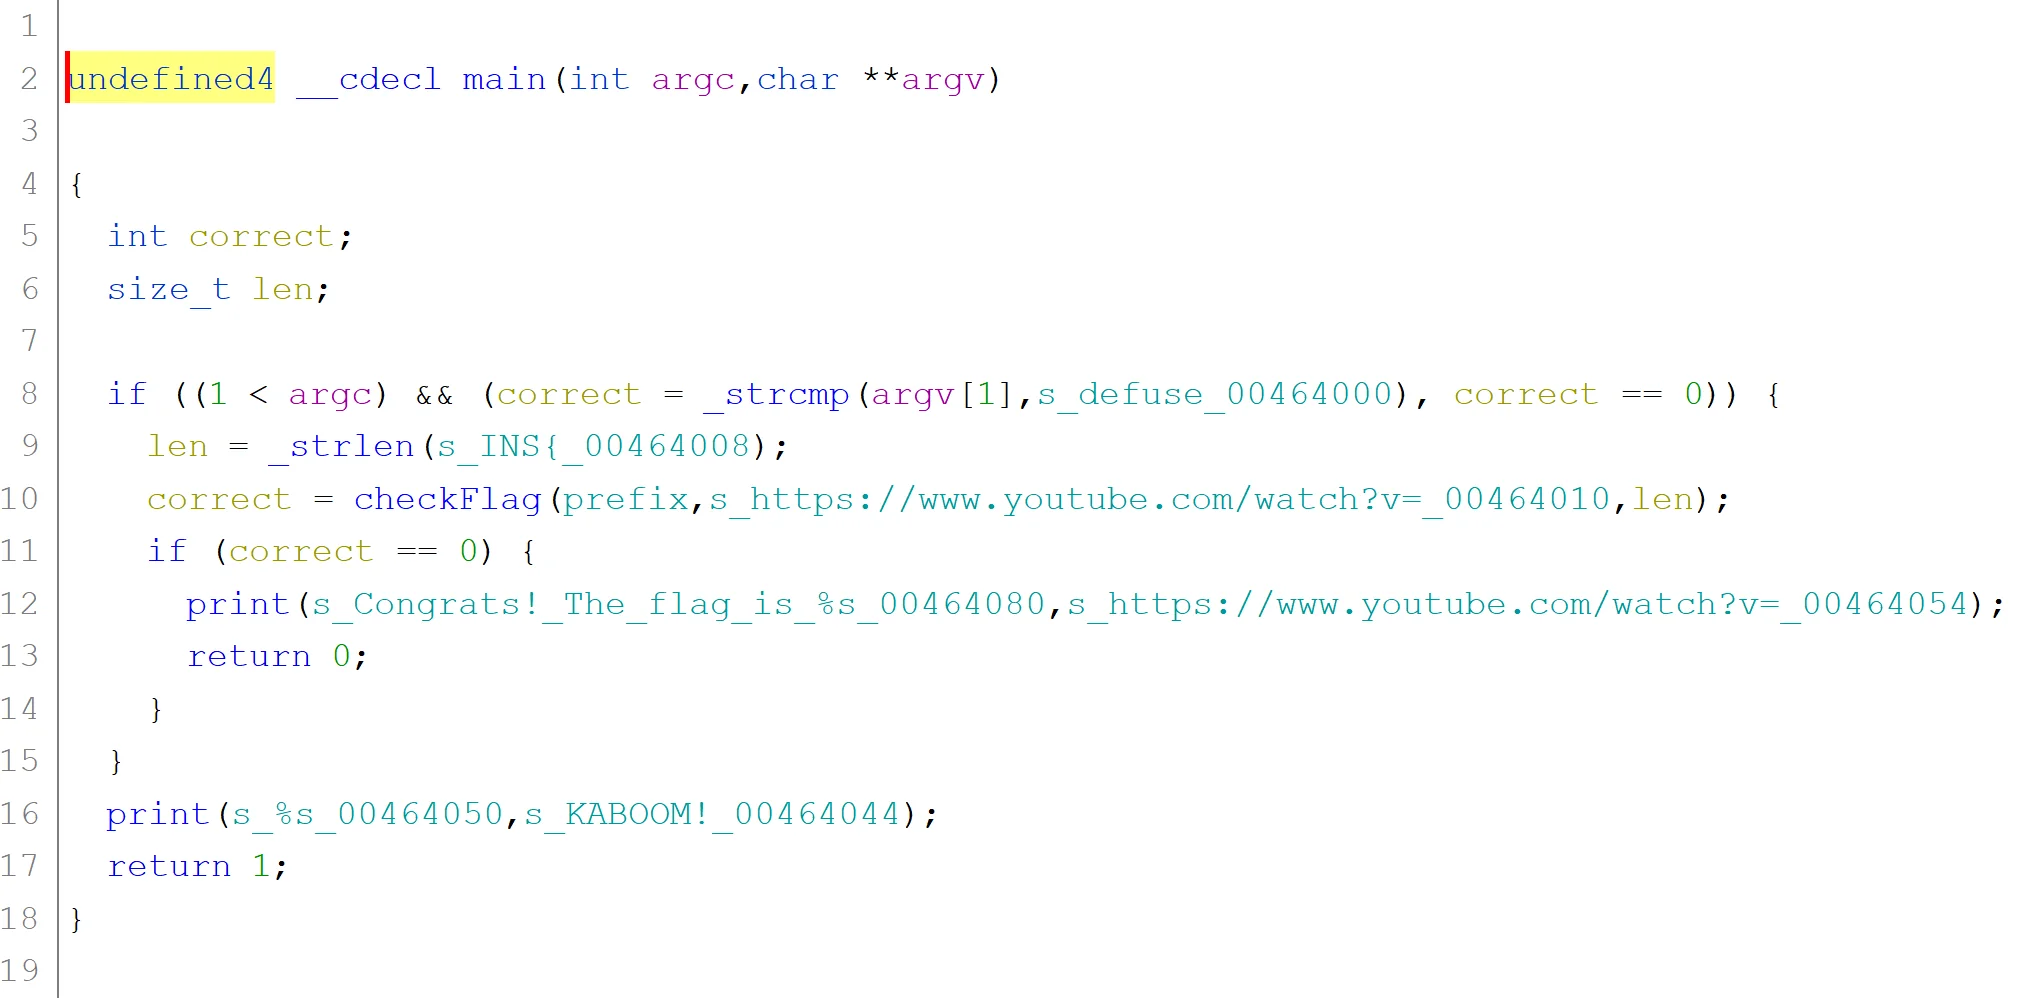 1
2 undefined4 __cdecl main(int argc,char **argv)
3
4 {
5 int correct;
6 size_t len;
7
8 if ((1 < argc) && (correct = _strcmp(argv[1],s_defuse_00464000), correct == 0)) {
9 len = _strlen(s_INS{_00464008);
10 correct = checkFlag(prefix,s_https://www.youtube.com/watch?v=_00464010,len);
11 if (correct == 0) {
12 print(s_Congrats!_The_flag_is_%s_00464080,s_https://www.youtube.com/watch?v=_00464054);
13 return 0;
14 }
15 }
16 print(s_%s_00464050,s_KABOOM!_00464044);
17 return 1;
18 }
19